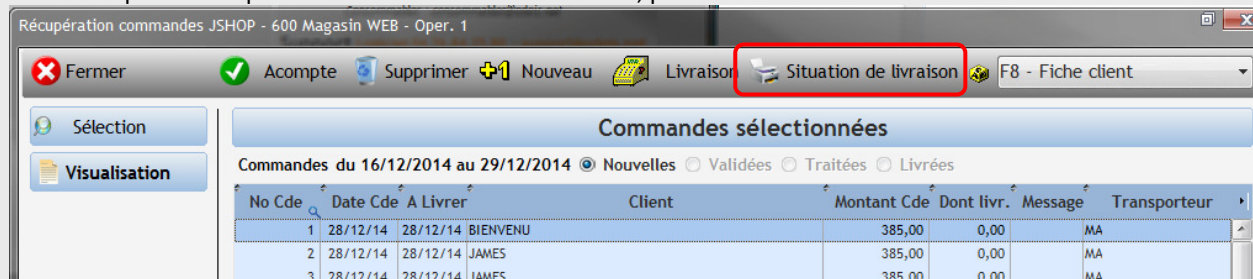 Récupération commandes JSHOP - 600 Magasin WEB - Oper. 1
Fermer Acompte Supprimer +1 Nouveau Livraison Situation de livraison F8 - Fiche client
Sélection
Visualisation
Commandes sélectionnées
Commandes du 16/12/2014 au 29/12/2014 Nouvelles Validées Traitées Livrées
No Cde Date Cde A Livrer Client Montant Cde Dont livr. Message Transporteur
1 28/12/14 28/12/14 BIENVENU 385,00 0,00 MA
2 28/12/14 28/12/14 JAMES 385,00 0,00 MA
3 28/12/14 28/12/14 JAMES 385,00 0,00 MA